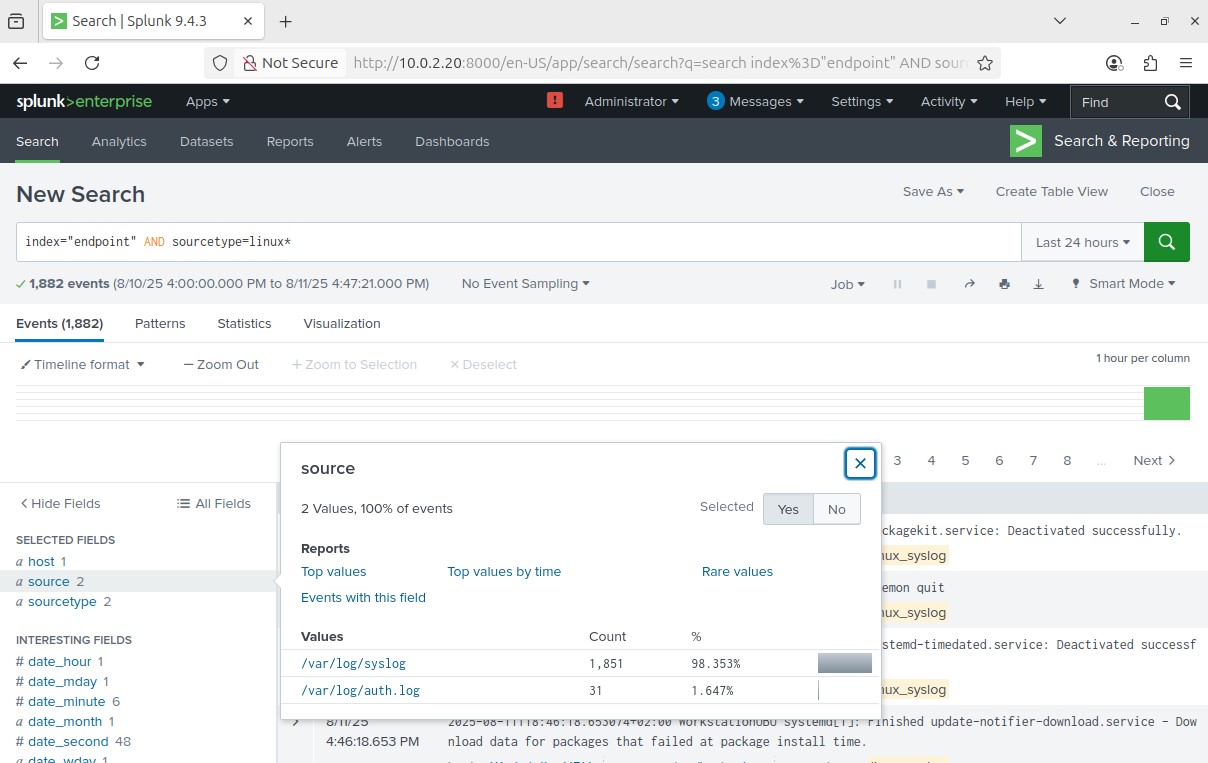 Search | Splunk 9.4.3
Not Secure http://10.0.2.20:8000/en-US/app/search/search?q=search index%3D"endpoint" AND sour
splunk>enterprise Apps Administrator 3 Messages Settings Activity Help Find
Search Analytics Datasets Reports Alerts Dashboards Search & Reporting
New Search Save As Create Table View Close
index="endpoint" AND sourcetype=linux* Last 24 hours
1,882 events (8/10/25 4:00:00.000 PM to 8/11/25 4:47:21.000 PM) No Event Sampling Job Smart Mode
Events (1,882) Patterns Statistics Visualization
Timeline format — Zoom Out + Zoom to Selection × Deselect 1 hour per column
3 4 5 6 7 8 ... Next >
< Hide Fields All Fields
SELECTED FIELDS
a host 1
a source 2
a sourcetype 2
INTERESTING FIELDS
# date_hour 1
# date_mday 1
# date_minute 6
a date_month 1
# date_second 48
a date_wday 1
source
2 Values, 100% of events Selected Yes No
Reports
Top values Top values by time Rare values
Events with this field
Values Count %
/var/log/syslog 1,851 98.353%
/var/log/auth.log 31 1.647%
ckagekit.service: Deactivated successfully.
nux_syslog
emon quit
nux_syslog
stemd-timedated.service: Deactivated successf
nux_syslog
8/11/25 2025-08-11T18:46:18.653074+02:00 WorkstationUBU systemd[1]: Finished update-notifier-download.service - Dow
4:46:18.653 PM nload data for packages that failed at package install time.